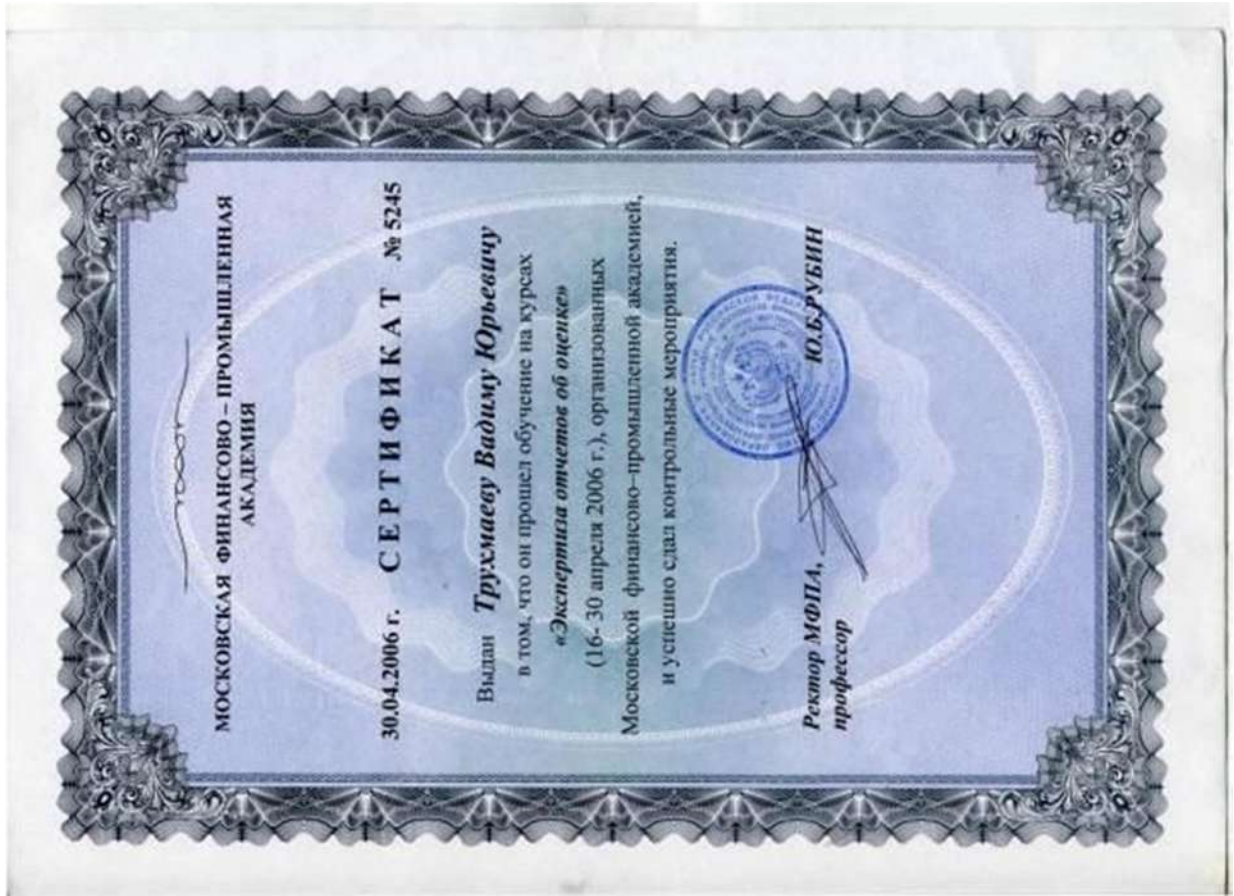 МОСКОВСКАЯ ФИНАНСОВО – ПРОМЫШЛЕННАЯ
АКАДЕМИЯ
30.04.2006 г. СЕРТИФИКАТ № 5245
Выдан Трухмаеву Вадиму Юрьевичу
в том, что он прошел обучение на курсах
«Экспертиза отчетов об оценке»
(16- 30 апреля 2006 г.), организованных
Московской финансово–промышленной академией,
и успешно сдал контрольные мероприятия.
Ректор МФПА,
профессор Ю.Б.РУБИН